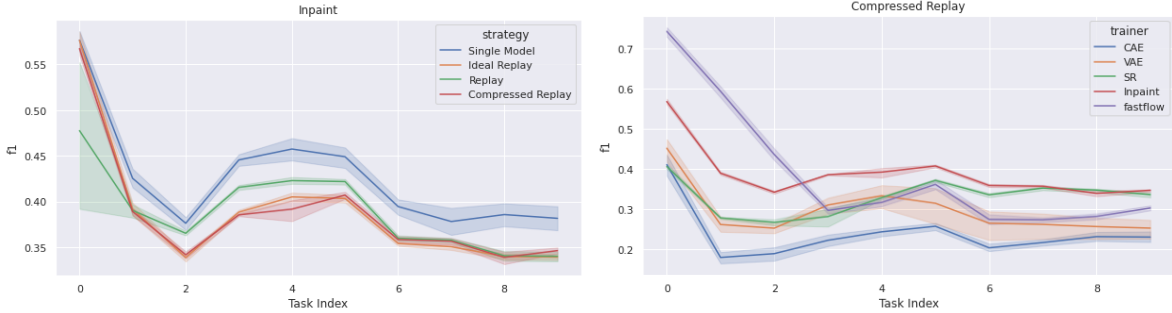 Inpaint
strategy
Single Model
Ideal Replay
Replay
Compressed Replay
f1
0.55
0.50
0.45
0.40
0.35
0 2 4 6 8
Task Index
Compressed Replay
trainer
CAE
VAE
SR
Inpaint
fastflow
f1
0.7
0.6
0.5
0.4
0.3
0.2
0 2 4 6 8
Task Index